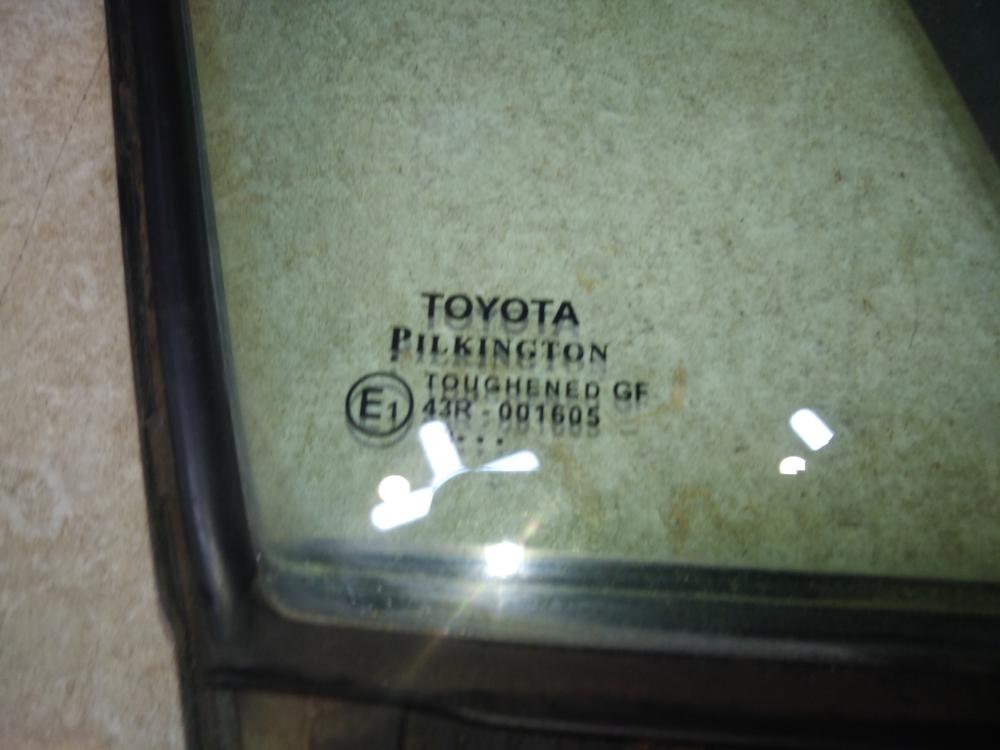 TOYOTA
PILKINGTON
TOUGHENED GF
E1 43R - 001605